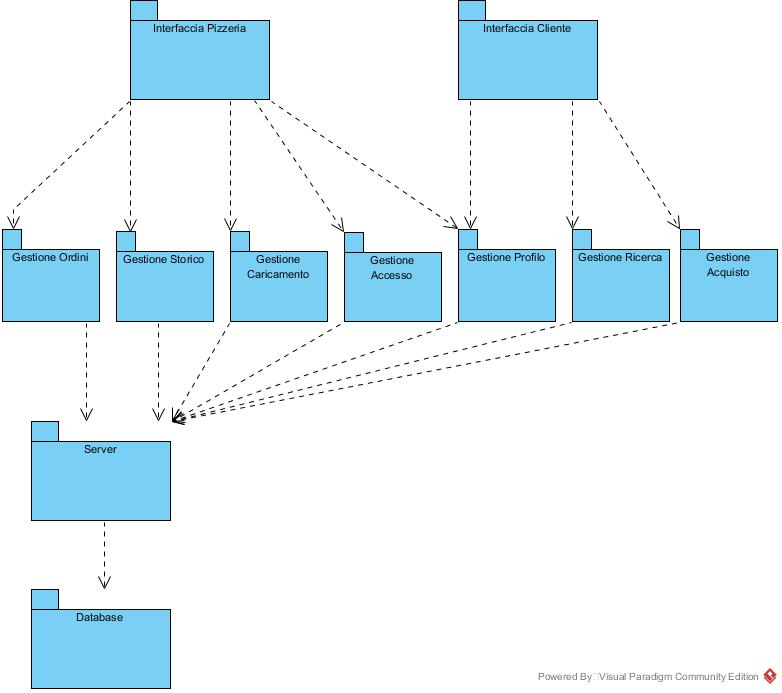 Interfaccia Pizzeria
Interfaccia Cliente
Gestione Ordini
Gestione Storico
Gestione
Caricamento
Gestione
Accesso
Gestione Profilo
Gestione Ricerca
Gestione
Acquisto
Server
Database
Powered By Visual Paradigm Community Edition